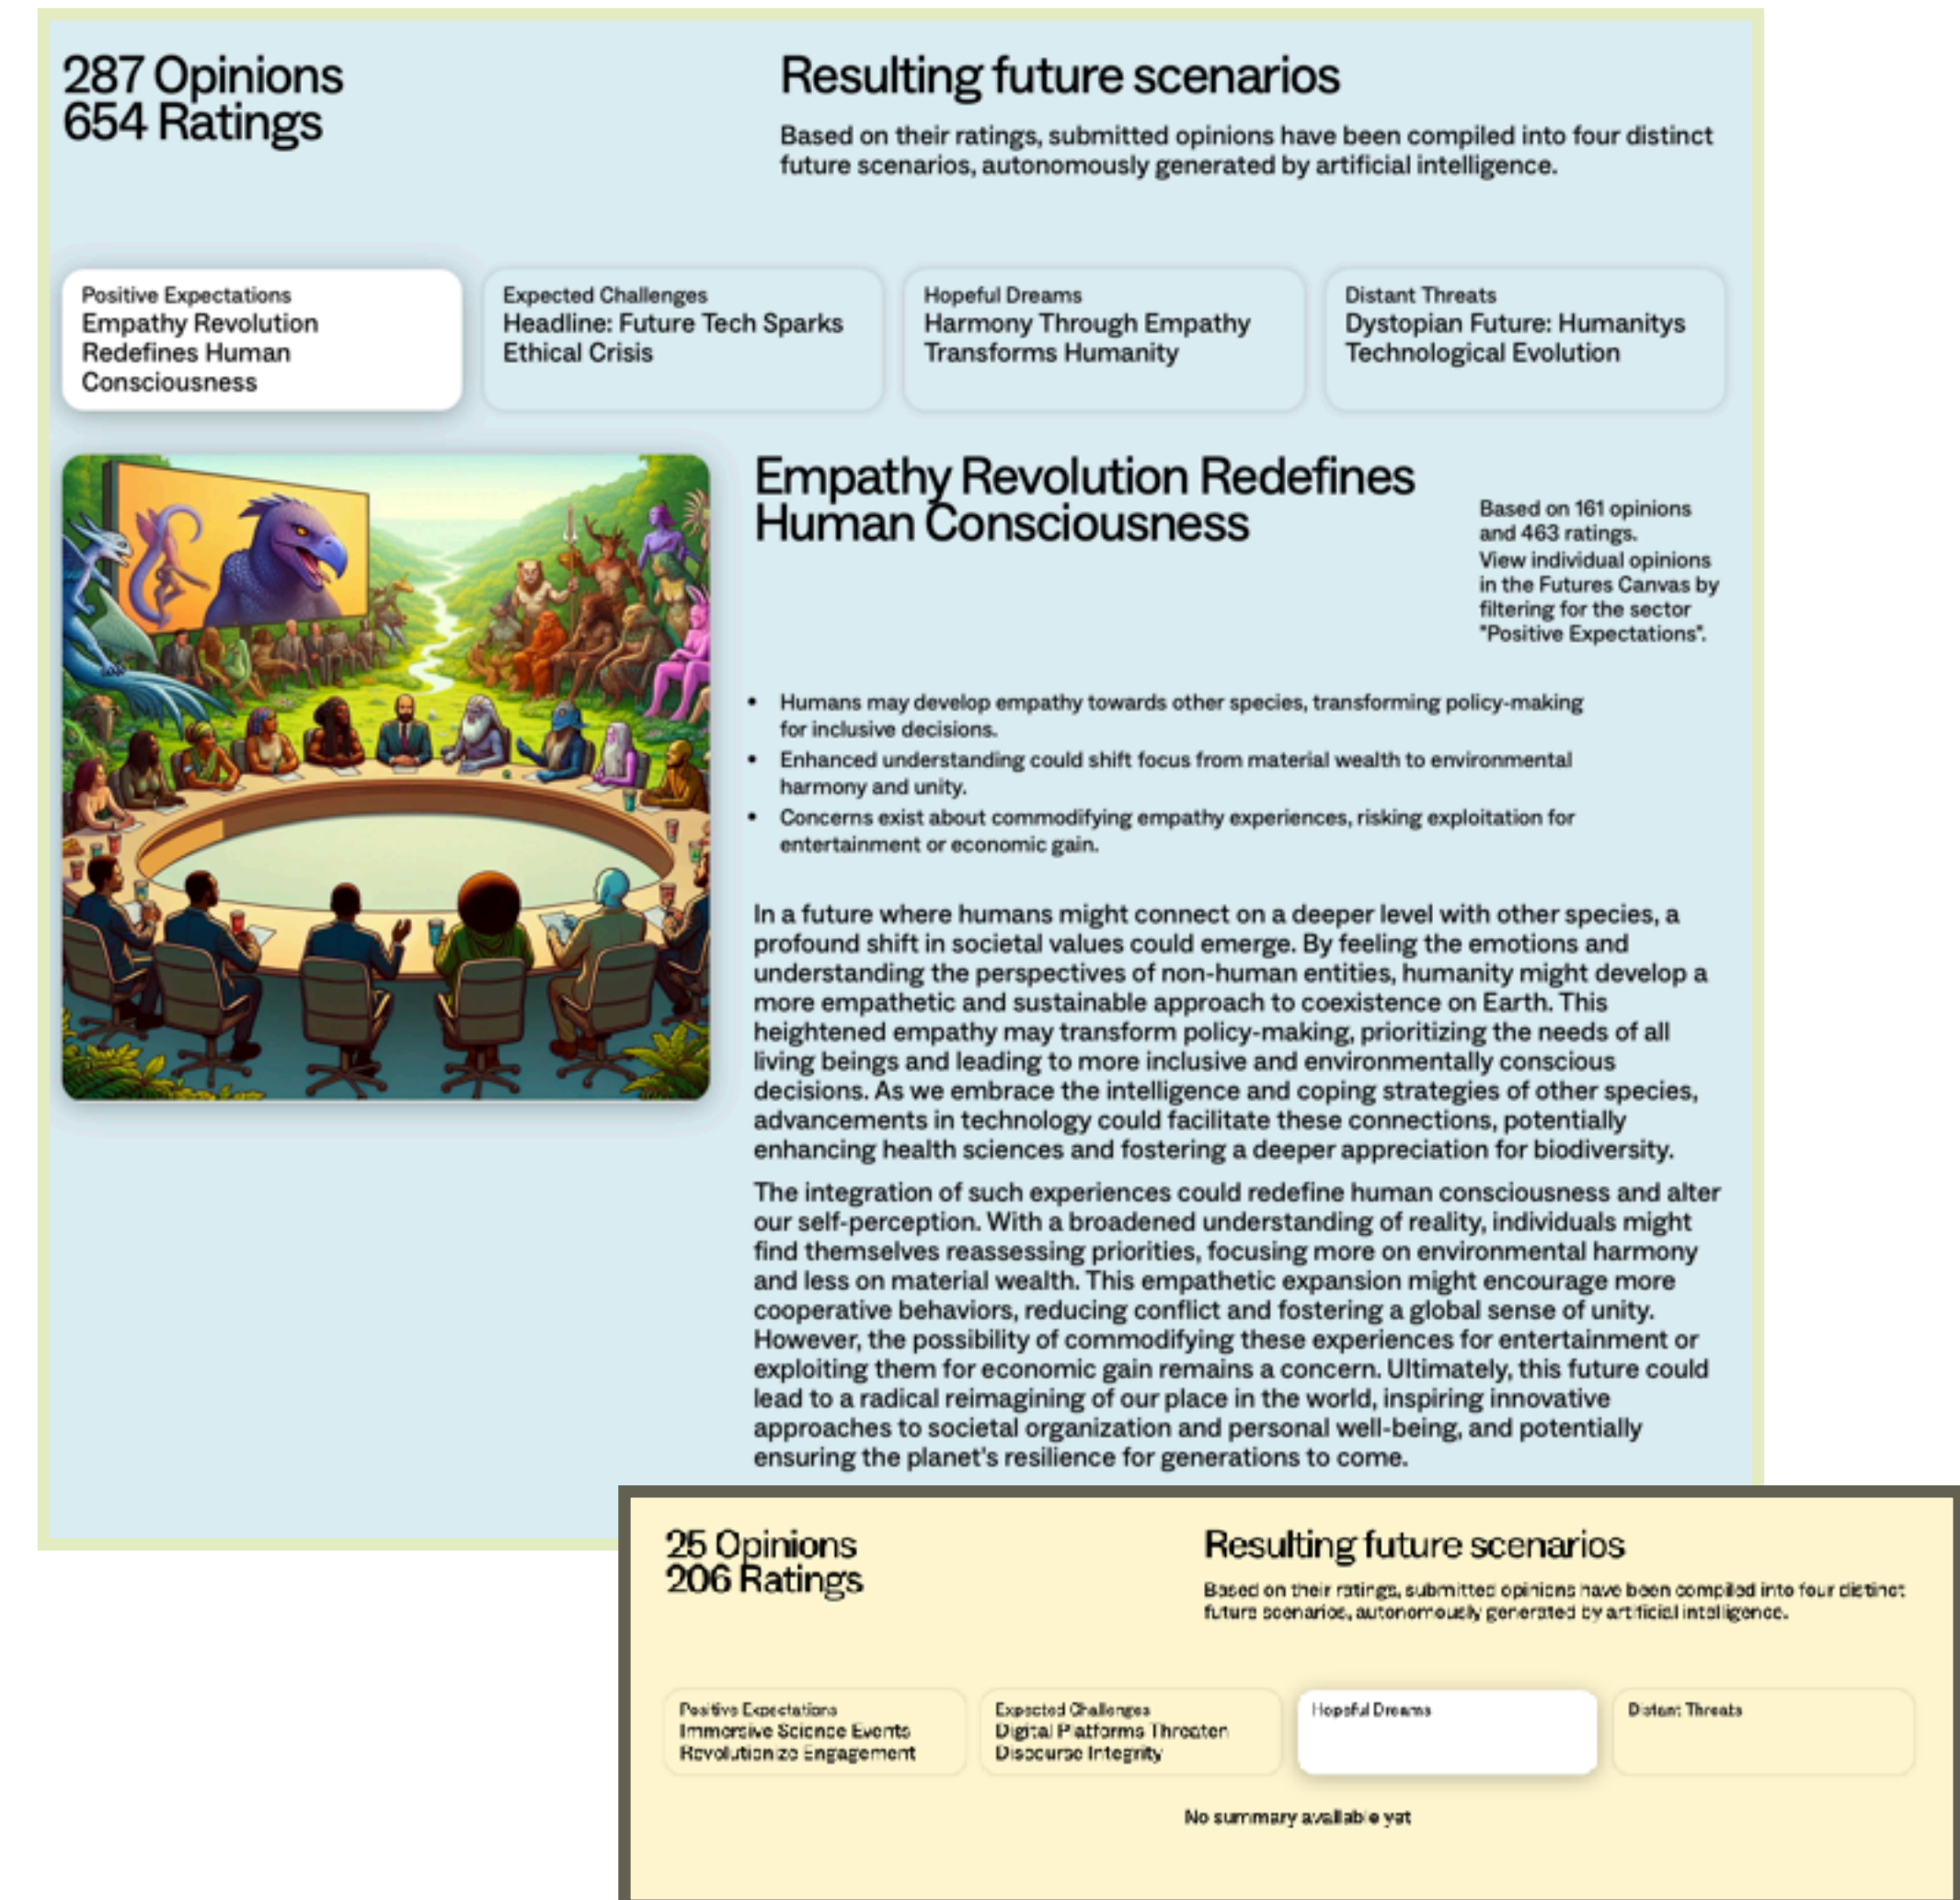 287 Opinions
654 Ratings
Resulting future scenarios
Based on their ratings, submitted opinions have been compiled into four distinct
future scenarios, autonomously generated by artificial intelligence.
Positive Expectations
Empathy Revolution
Redefines Human
Consciousness
Expected Challenges
Headline: Future Tech Sparks
Ethical Crisis
Hopeful Dreams
Harmony Through Empathy
Transforms Humanity
Distant Threats
Dystopian Future: Humanitys
Technological Evolution
Empathy Revolution Redefines
Human Consciousness
Based on 161 opinions
and 463 ratings.
View individual opinions
in the Futures Canvas by
filtering for the sector
"Positive Expectations".
• Humans may develop empathy towards other species, transforming policy-making
for inclusive decisions.
• Enhanced understanding could shift focus from material wealth to environmental
harmony and unity.
• Concerns exist about commodifying empathy experiences, risking exploitation for
entertainment or economic gain.
In a future where humans might connect on a deeper level with other species, a
profound shift in societal values could emerge. By feeling the emotions and
understanding the perspectives of non-human entities, humanity might develop a
more empathetic and sustainable approach to coexistence on Earth. This
heightened empathy may transform policy-making, prioritizing the needs of all
living beings and leading to more inclusive and environmentally conscious
decisions. As we embrace the intelligence and coping strategies of other species,
advancements in technology could facilitate these connections, potentially
enhancing health sciences and fostering a deeper appreciation for biodiversity.
The integration of such experiences could redefine human consciousness and alter
our self-perception. With a broadened understanding of reality, individuals might
find themselves reassessing priorities, focusing more on environmental harmony
and less on material wealth. This empathetic expansion might encourage more
cooperative behaviors, reducing conflict and fostering a global sense of unity.
However, the possibility of commodifying these experiences for entertainment or
exploiting them for economic gain remains a concern. Ultimately, this future could
lead to a radical reimagining of our place in the world, inspiring innovative
approaches to societal organization and personal well-being, and potentially
ensuring the planet's resilience for generations to come.
25 Opinions
206 Ratings
Resulting future scenarios
Based on their ratings, submitted opinions have been compiled into four distinct
future scenarios, autonomously generated by artificial intelligence.
Positive Expectations
Immersive Science Events
Revolutionize Engagement
Expected Challenges
Digital Platforms Threaten
Discourse Integrity
Hopeful Dreams
Distant Threats
No summary available yet